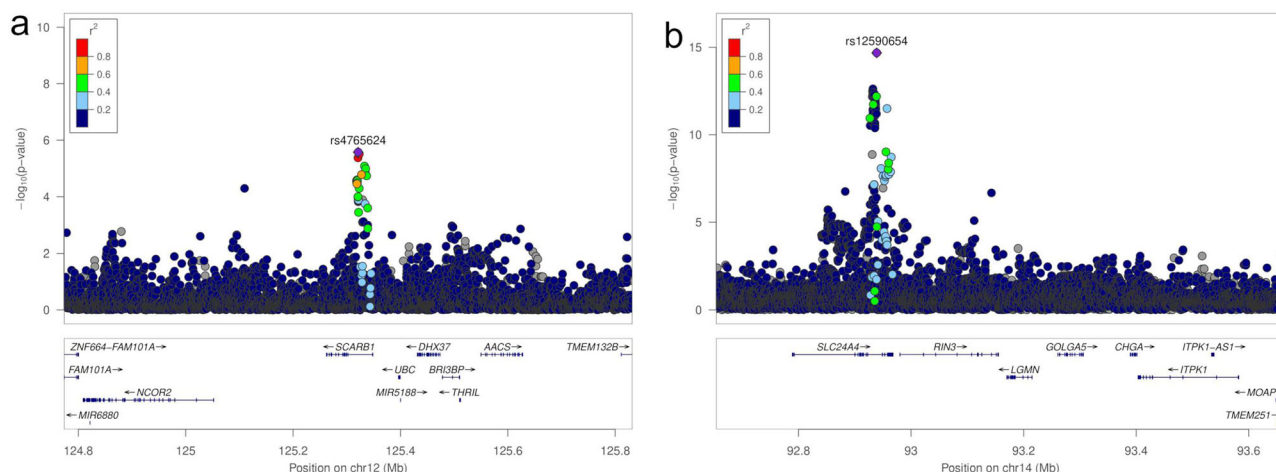 a
10
8
6
4
2
0
−log10(p−value)
r2
0.8
0.6
0.4
0.2
rs4765624
ZNF664−FAM101A→
←SCARB1
←DHX37
AACS→
TMEM132B→
FAM101A→
←UBC
BRI3BP→
←NCOR2
MIR5188→
←THRIL
←MIR6880
124.8
125
125.2
125.4
125.6
125.8
Position on chr12 (Mb)
b
15
10
5
0
−log10(p−value)
r2
0.8
0.6
0.4
0.2
rs12590654
SLC24A4→
RIN3→
GOLGA5→
CHGA→
ITPK1−AS1→
←LGMN
←ITPK1
←MOAP
TMEM251→
92.8
93
93.2
93.4
93.6
Position on chr14 (Mb)